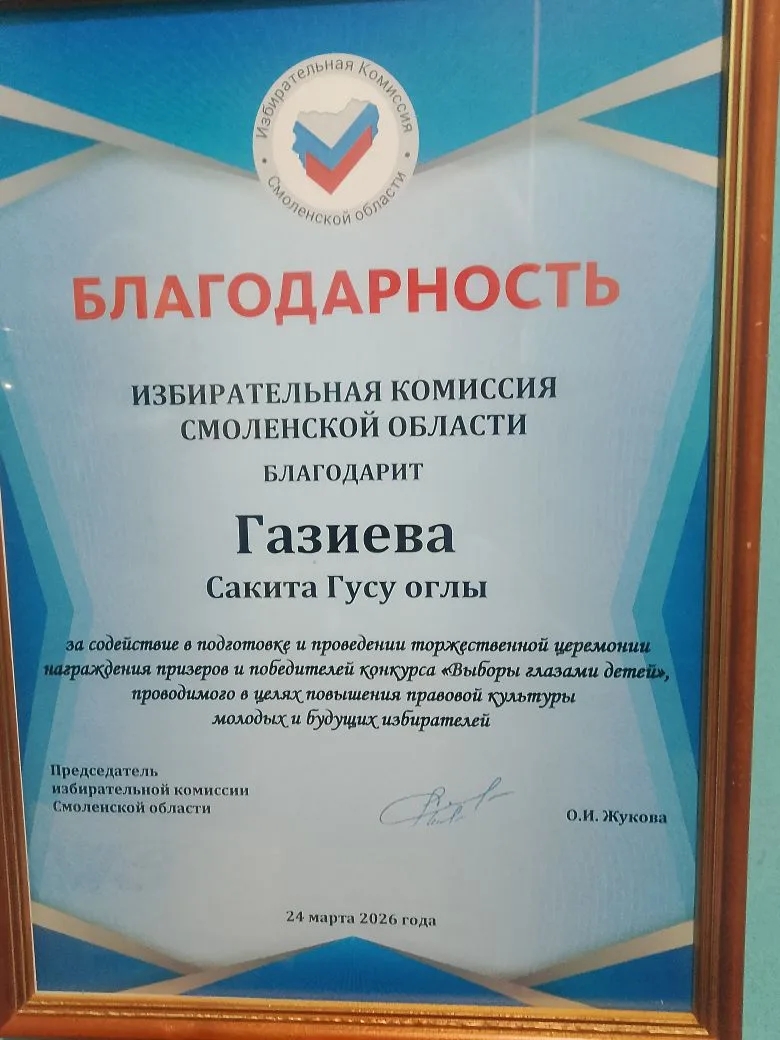 Избирательная Комиссия
Смоленской области
БЛАГОДАРНОСТЬ
ИЗБИРАТЕЛЬНАЯ КОМИССИЯ
СМОЛЕНСКОЙ ОБЛАСТИ
БЛАГОДАРИТ
Газиева
Сакита Гусу оглы
за содействие в подготовке и проведении торжественной церемонии
награждения призеров и победителей конкурса «Выборы глазами детей»,
проводимого в целях повышения правовой культуры
молодых и будущих избирателей
Председатель
избирательной комиссии
Смоленской области
О.И. Жукова
24 марта 2026 года